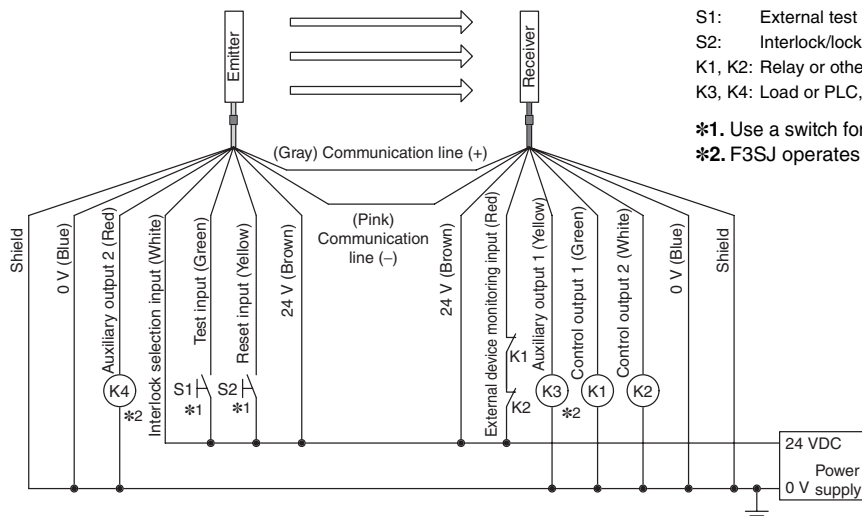 Emitter
Receiver
S1: External test
S2: Interlock/lock
K1, K2: Relay or othe
K3, K4: Load or PLC,
*1. Use a switch for
*2. F3SJ operates
(Gray) Communication line (+)
(Pink)
Communication
line (–)
Shield
0 V (Blue)
Auxiliary output 2 (Red)
Interlock selection input (White)
Test input (Green)
Reset input (Yellow)
24 V (Brown)
24 V (Brown)
External device monitoring input (Red)
Auxiliary output 1 (Yellow)
Control output 1 (Green)
Control output 2 (White)
0 V (Blue)
Shield
K1
K4
S1
S2
K2
K3
K1
K2
*2
*1
*1
*2
24 VDC
Power
0 V supply